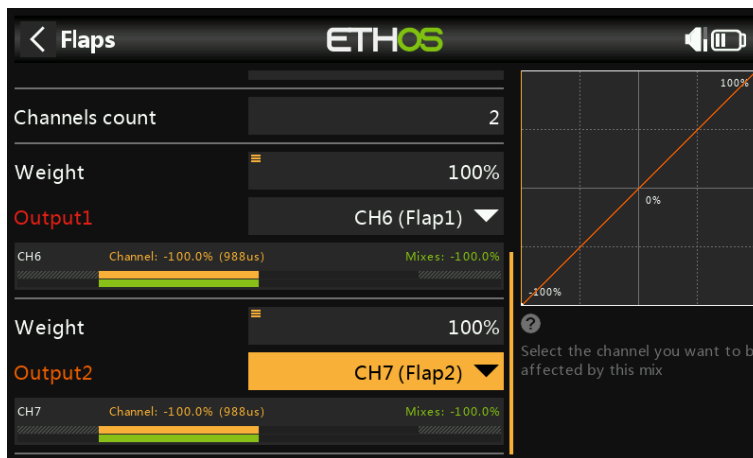 Flaps
ETHOS
Channels count
2
Weight
100%
Output1
CH6 (Flap1)
CH6
Channel: -100.0% (988us)
Mixes: -100.0%
Weight
100%
Output2
CH7 (Flap2)
CH7
Channel: -100.0% (988us)
Mixes: -100.0%
100%
0%
-100%
?
Select the channel you want to b
affected by this mix